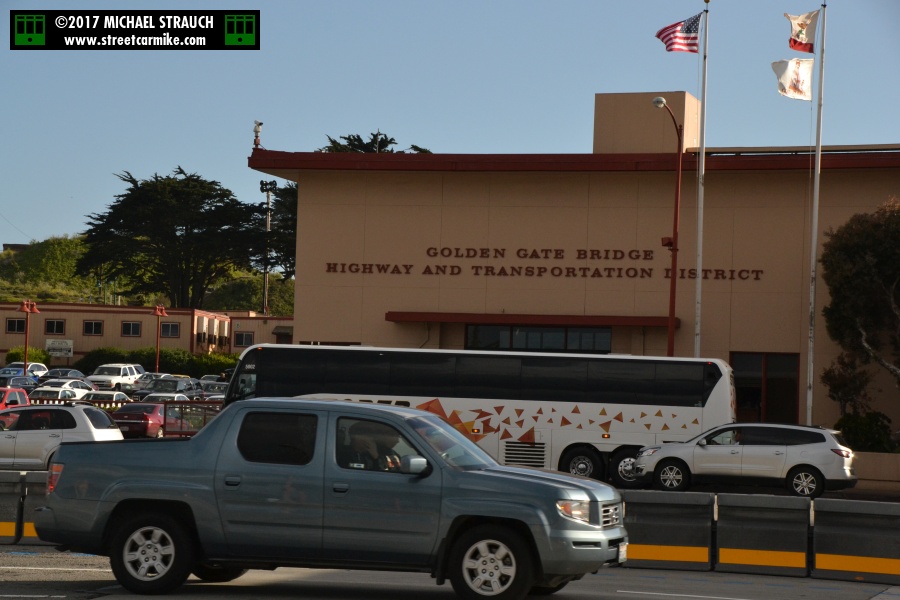 ©2017 MICHAEL STRAUCH
www.streetcarmike.com
GOLDEN GATE BRIDGE
HIGHWAY AND TRANSPORTATION DISTRICT